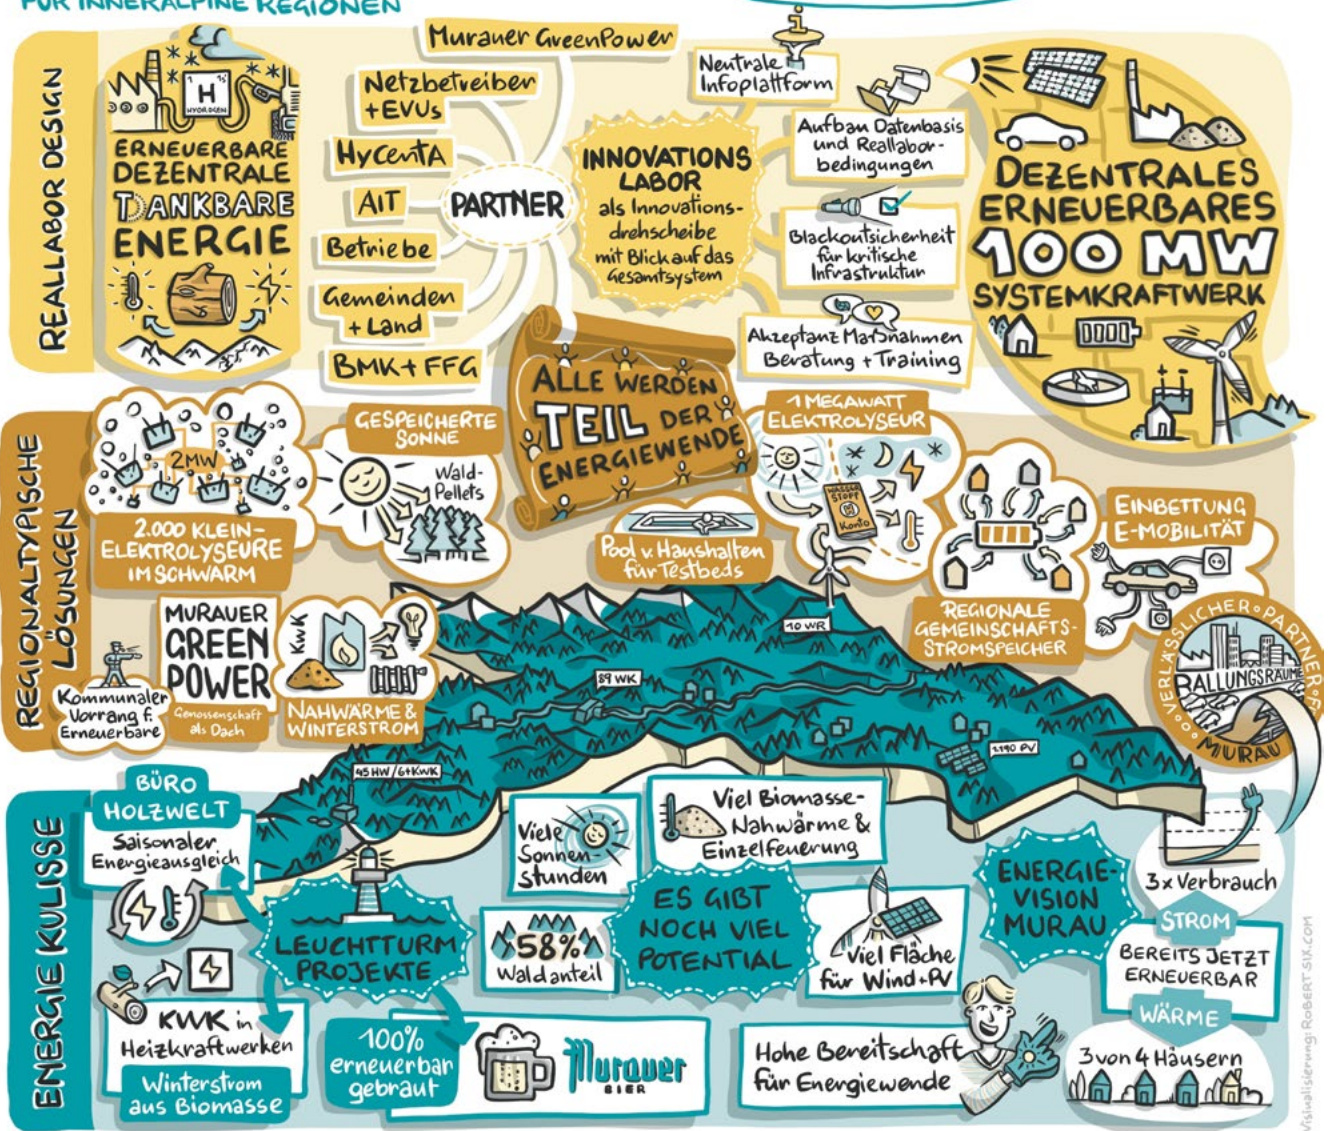 FÜR INNERALPINE REGIONEN
REALLABOR DESIGN
H
HYDROGEN
ERNEUERBARE
DEZENTRALE
TANKBARE
ENERGIE
Murauer GreenPower
Netzbetreiber
+EVUs
HyCentA
AIT
Betriebe
Gemeinden
+ Land
BMK + FFG
PARTNER
INNOVATIONS
LABOR
als Innovations-
drehscheibe
mit Blick auf das
Gesamtsystem
i
Neutrale
Infoplattform
Aufbau Datenbasis
und Reallabor-
bedingungen
Blackoutsicherheit
für kritische
Infrastruktur
Akzeptanz Maßnahmen
Beratung + Training
DEZENTRALES
ERNEUERBARES
100 MW
SYSTEMKRAFTWERK
ALLE WERDEN
TEIL DER
ENERGIEWENDE
REGIONALTYPISCHE
LÖSUNGEN
2MW
2.000 KLEIN-
ELEKTROLYSEURE
IM SCHWARM
GESPEICHERTE
SONNE
Wald-
Pellets
Pool v. Haushalten
für Testbeds
1 MEGAWATT
ELEKTROLYSEUR
WASSER
STOFF
Konto
REGIONALE
GEMEINSCHAFTS-
STROMSPEICHER
EINBETTUNG
E-MOBILITÄT
VERLÄSSLICHER PARTNER F.
BALLUNGSRÄUME
MURAU
Kommunaler
Vorrang f.
Erneuerbare
MURAUER
GREEN
POWER
Genossenschaft
als Dach
KWK
NAHWÄRME &
WINTERSTROM
10 WR
89 WK
1.190 PV
45 HW/6+KWK
ENERGIE KULISSE
BÜRO
HOLZWELT
Saisonaler
Energieausgleich
LEUCHTTURM
PROJEKTE
KWK in
Heizkraftwerken
Winterstrom
aus Biomasse
100%
erneuerbar
gebraut
Murauer
BIER
Viele
Sonnen-
stunden
58%
Waldanteil
Viel Biomasse-
Nahwärme &
Einzelfeuerung
ES GIBT
NOCH VIEL
POTENTIAL
Viel Fläche
für Wind+PV
Hohe Bereitschaft
für Energiewende
ENERGIE-
VISION
MURAU
3x Verbrauch
STROM
BEREITS JETZT
ERNEUERBAR
WÄRME
3 von 4 Häusern
Visualisierung: ROBERT SIX.COM